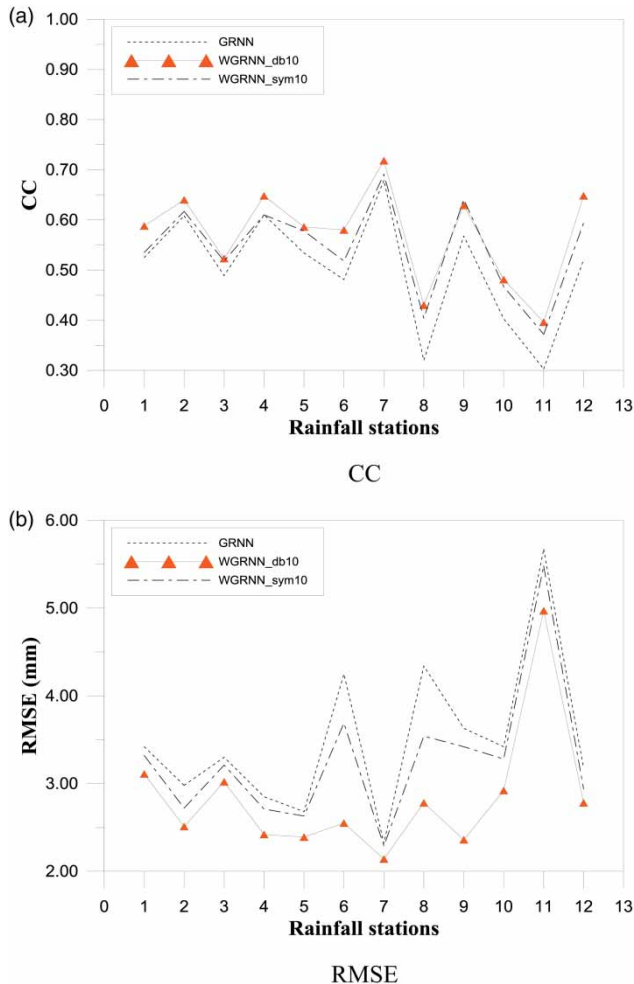 (a)
1.00
0.90
0.80
0.70
0.60
0.50
0.40
0.30
CC
GRNN
WGRNN_db10
WGRNN_sym10
0 1 2 3 4 5 6 7 8 9 10 11 12 13
Rainfall stations
CC
(b)
6.00
5.00
4.00
3.00
2.00
RMSE (mm)
GRNN
WGRNN_db10
WGRNN_sym10
0 1 2 3 4 5 6 7 8 9 10 11 12 13
Rainfall stations
RMSE